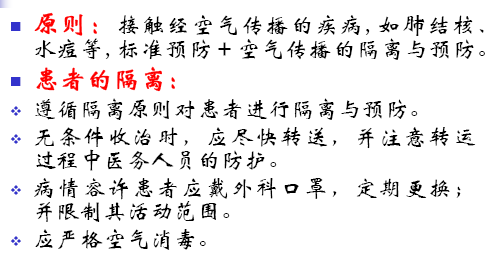 原则：接触经空气传播的疾病，如肺结核、
水痘等，标准预防＋空气传播的隔离与预防。
患者的隔离：
遵循隔离原则对患者进行隔离与预防。
无条件收治时，应尽快转送，并注意转运
过程中医务人员的防护。
病情容许患者应戴外科口罩，定期更换；
并限制其活动范围。
应严格空气消毒。